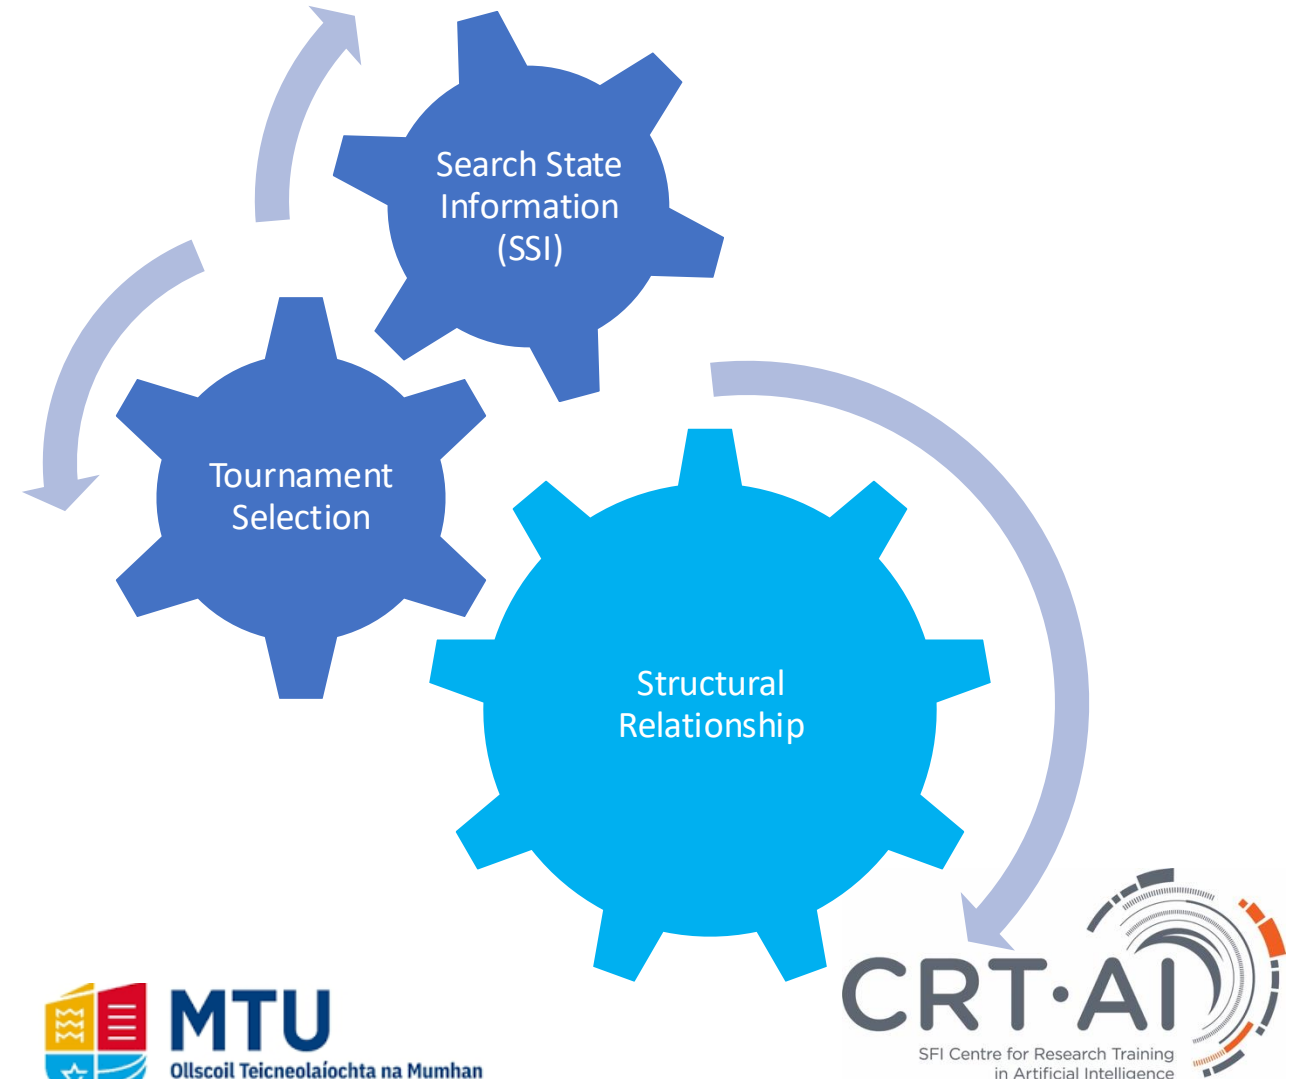 Search State
Information
(SSI)
Tournament
Selection
Structural
Relationship
MTU
Ollscoil Teicneolaíochta na Mumhan
CRT·AI
SFI Centre for Research Training
in Artificial Intelligence